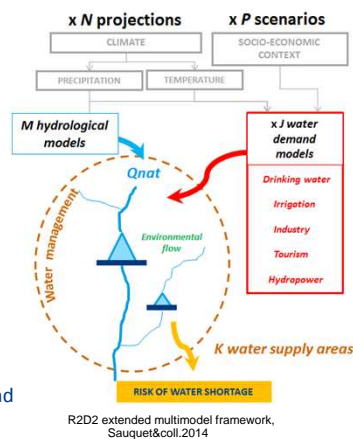 x N projections
x P scenarios
CLIMATE
SOCIO-ECONOMIC
CONTEXT
PRECIPITATION
TEMPERATURE
M hydrological
models
x J water
demand
models
Drinking water
Irrigation
Industry
Tourism
Hydropower
Qnat
Water management
Environmental
flow
K water supply areas
RISK OF WATER SHORTAGE
nd
R2D2 extended multimodel framework,
Sauquet&coll.2014